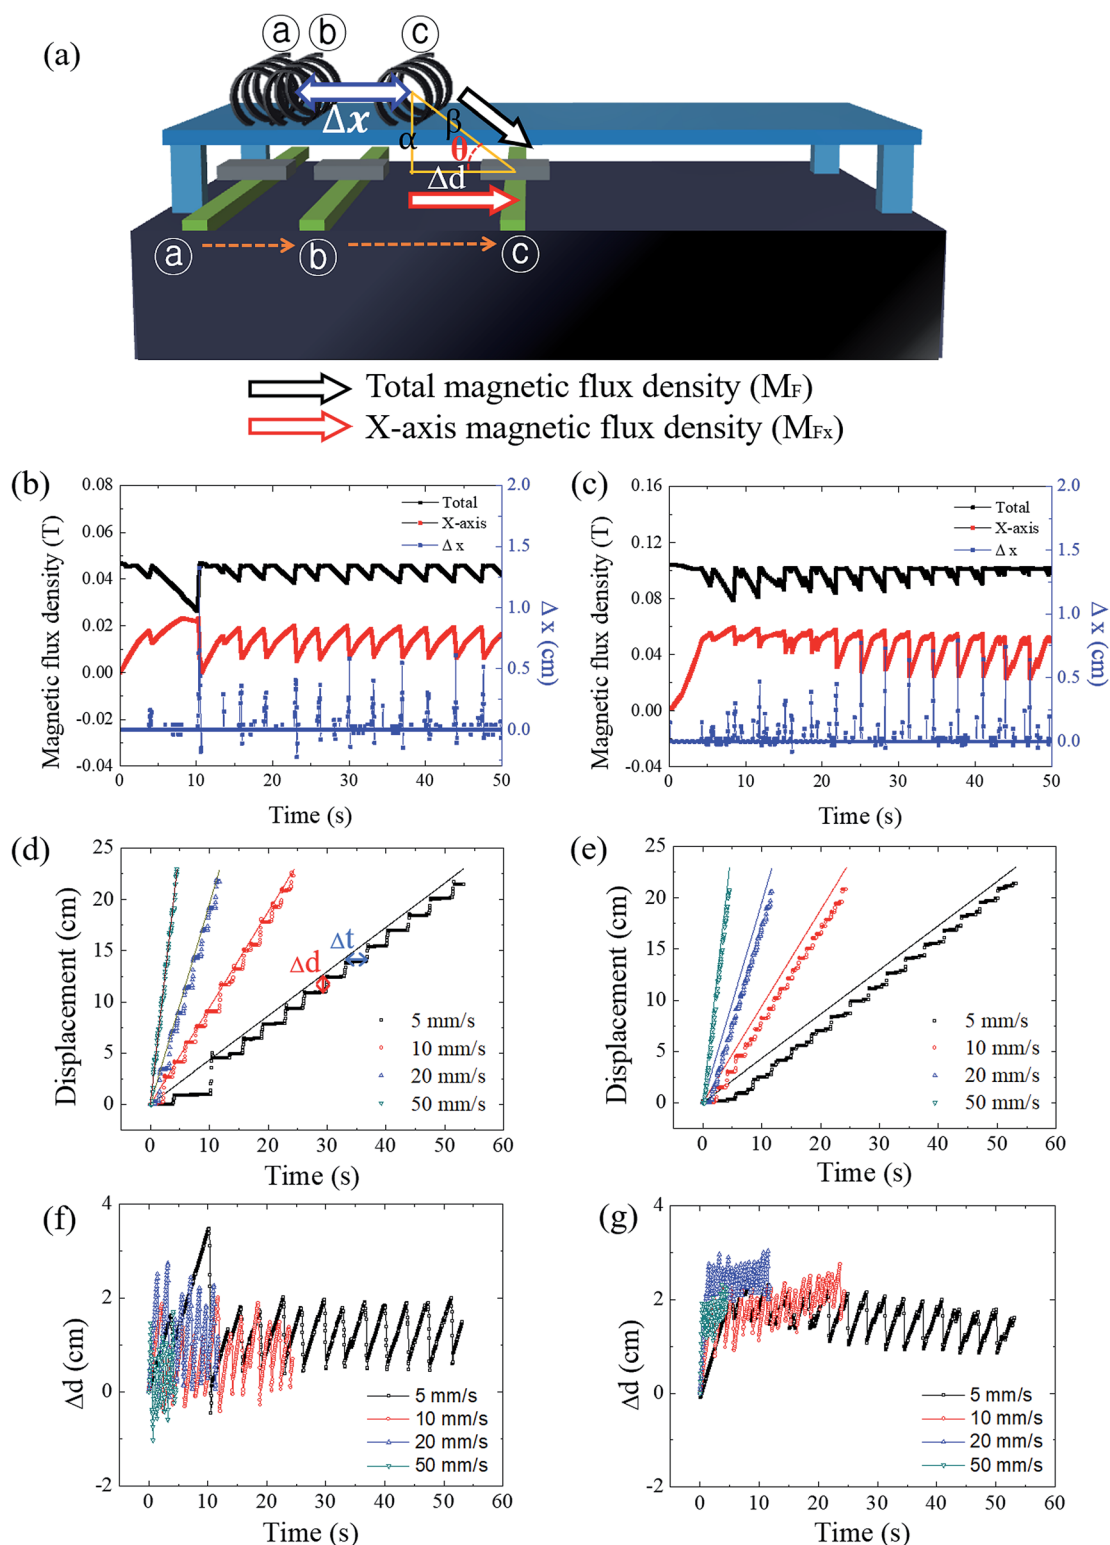 (a)
ⓐ ⓑ ⓒ
Δx
α β θ
Δd
ⓐ ⓑ ⓒ
Total magnetic flux density (MF)
X-axis magnetic flux density (MFx)
(b)
Magnetic flux density (T)
0.08
0.06
0.04
0.02
0.00
-0.02
-0.04
Total
X-axis
Δ x
2.0
1.5
1.0
0.5
0.0
Δ x (cm)
0 10 20 30 40 50
Time (s)
(c)
Magnetic flux density (T)
0.16
0.12
0.08
0.04
0.00
-0.04
Total
X-axis
Δ x
2.0
1.5
1.0
0.5
0.0
Δ x (cm)
0 10 20 30 40 50
Time (s)
(d)
Displacement (cm)
25
20
15
10
5
0
Δt
Δd
5 mm/s
10 mm/s
20 mm/s
50 mm/s
0 10 20 30 40 50 60
Time (s)
(e)
Displacement (cm)
25
20
15
10
5
0
5 mm/s
10 mm/s
20 mm/s
50 mm/s
0 10 20 30 40 50 60
Time (s)
(f)
Δd (cm)
4
2
0
-2
5 mm/s
10 mm/s
20 mm/s
50 mm/s
0 10 20 30 40 50 60
Time (s)
(g)
Δd (cm)
4
2
0
-2
5 mm/s
10 mm/s
20 mm/s
50 mm/s
0 10 20 30 40 50 60
Time (s)